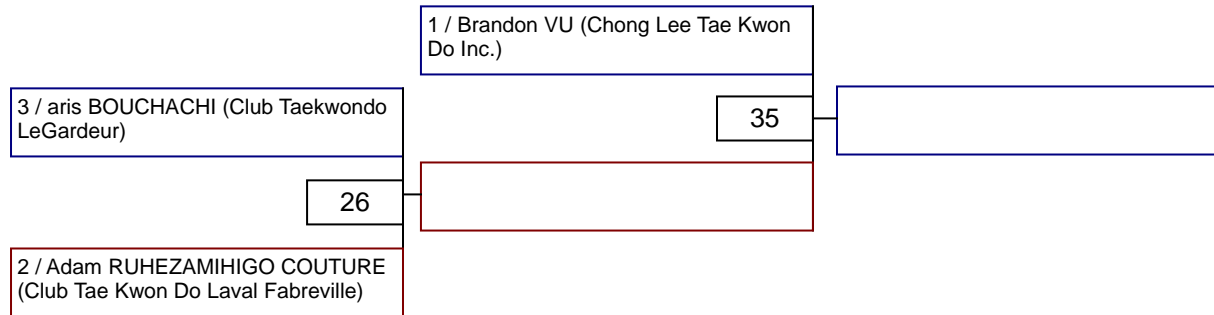 1 / Brandon VU (Chong Lee Tae Kwon
Do Inc.)
3 / aris BOUCHACHI (Club Taekwondo
LeGardeur)
35
26
2 / Adam RUHEZAMIHIGO COUTURE
(Club Tae Kwon Do Laval Fabreville)